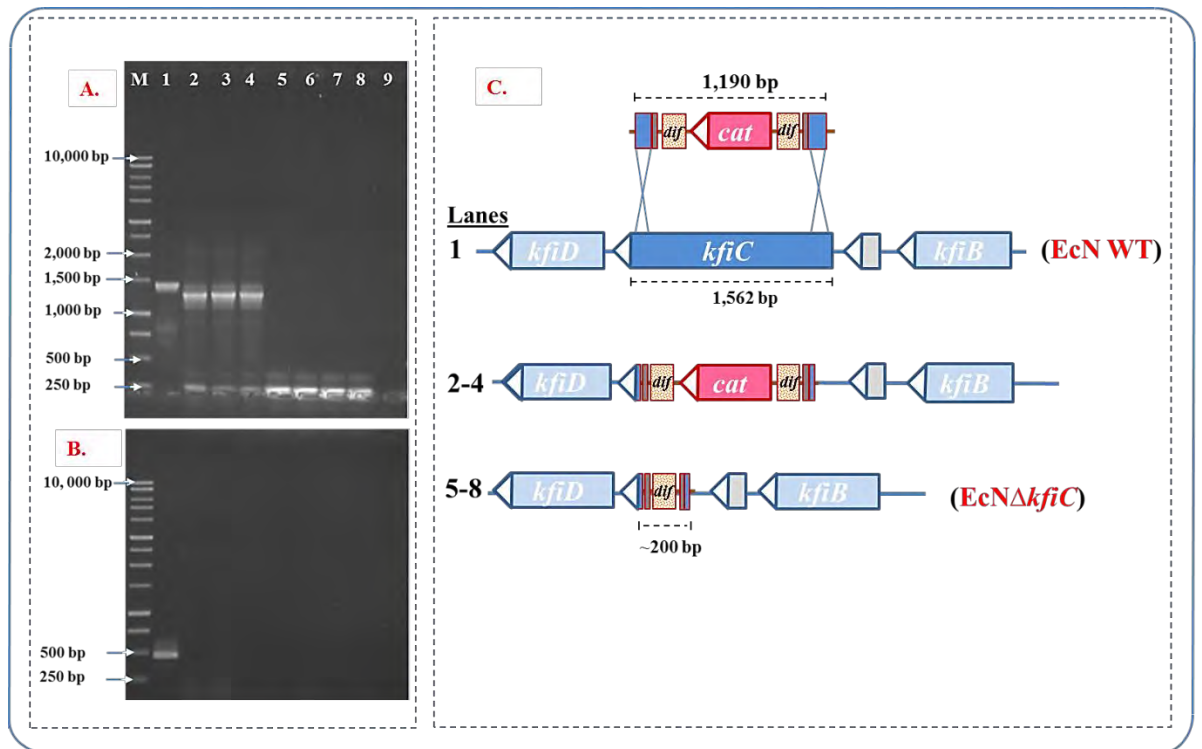 A.
M 1 2 3 4 5 6 7 8 9
10,000 bp
2,000 bp
1,500 bp
1,000 bp
500 bp
250 bp
B.
10, 000 bp
500 bp
250 bp
C.
1,190 bp
dif cat dif
Lanes
1 kfiD kfiC kfiB (EcN WT)
1,562 bp
2-4 kfiD dif cat dif kfiB
5-8 kfiD dif kfiB (EcNΔkfiC)
~200 bp